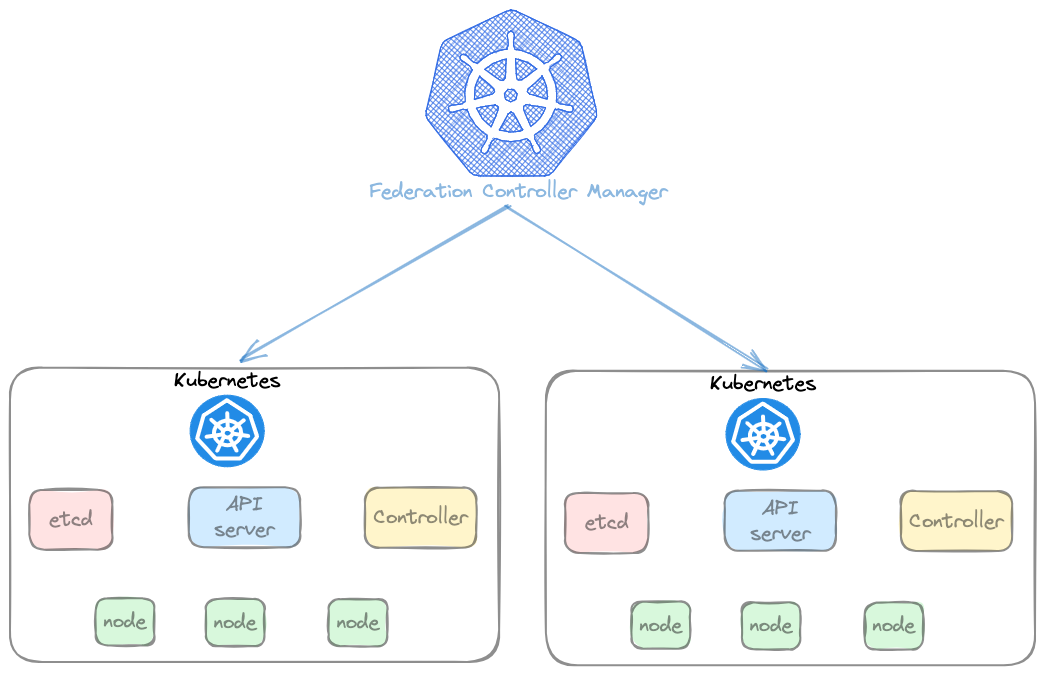 Federation Controller Manager
Kubernetes
etcd
API
server
Controller
node
node
node
Kubernetes
etcd
API
server
Controller
node
node
node